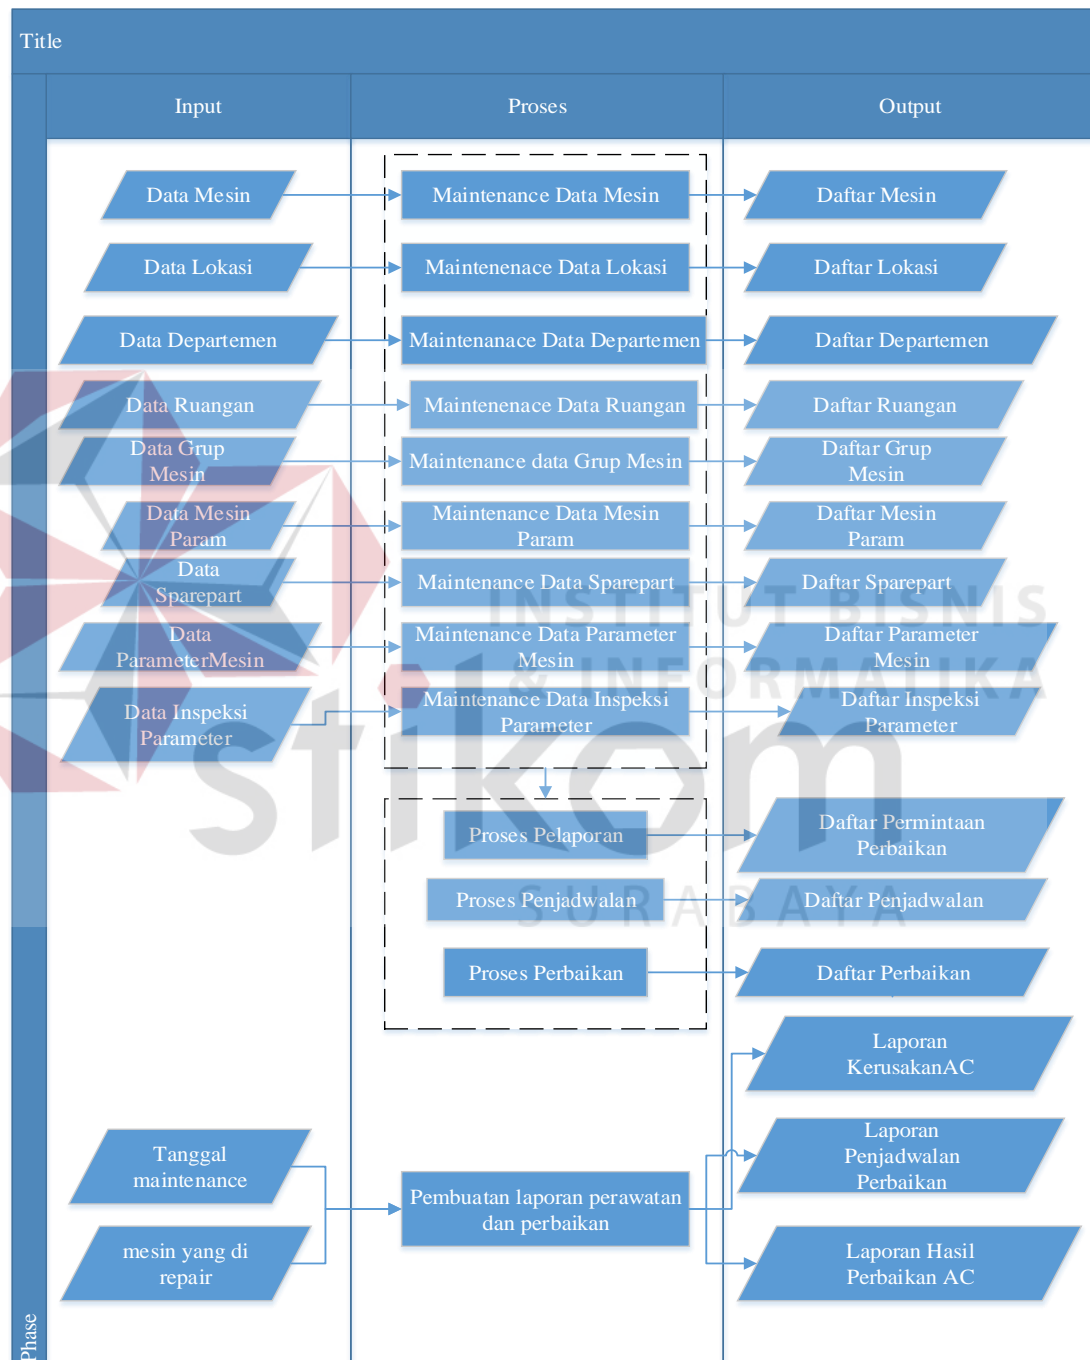 Title
Input
Proses
Output
Data Mesin
Maintenance Data Mesin
Daftar Mesin
Data Lokasi
Maintenenace Data Lokasi
Daftar Lokasi
Data Departemen
Maintenanace Data Departemen
Daftar Departemen
Data Ruangan
Maintenenace Data Ruangan
Daftar Ruangan
Data Grup
Mesin
Maintenance data Grup Mesin
Daftar Grup
Mesin
Data Mesin
Param
Maintenance Data Mesin
Param
Daftar Mesin
Param
Data
Sparepart
Maintenance Data Sparepart
Daftar Sparepart
Data
ParameterMesin
Maintenance Data Parameter
Mesin
Daftar Parameter
Mesin
Data Inspeksi
Parameter
Maintenance Data Inspeksi
Parameter
Daftar Inspeksi
Parameter
INSTITUT BISNIS
& INFORMATIKA
stikom
SURABAYA
Proses Pelaporan
Daftar Permintaan
Perbaikan
Proses Penjadwalan
Daftar Penjadwalan
Proses Perbaikan
Daftar Perbaikan
Laporan
KerusakanAC
Tanggal
maintenance
Laporan
Penjadwalan
Perbaikan
Pembuatan laporan perawatan
dan perbaikan
mesin yang di
repair
Laporan Hasil
Perbaikan AC
Phase